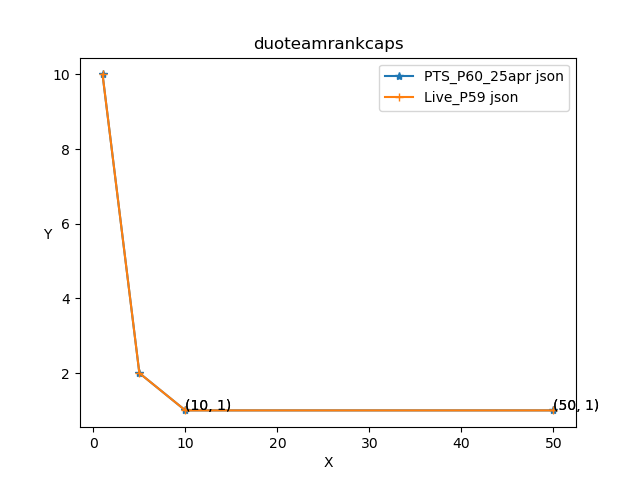 duoteamrankcaps
PTS_P60_25apr json
Live_P59 json
10
8
6
4
2
Y
(10, 1)
(50, 1)
0 10 20 30 40 50
X